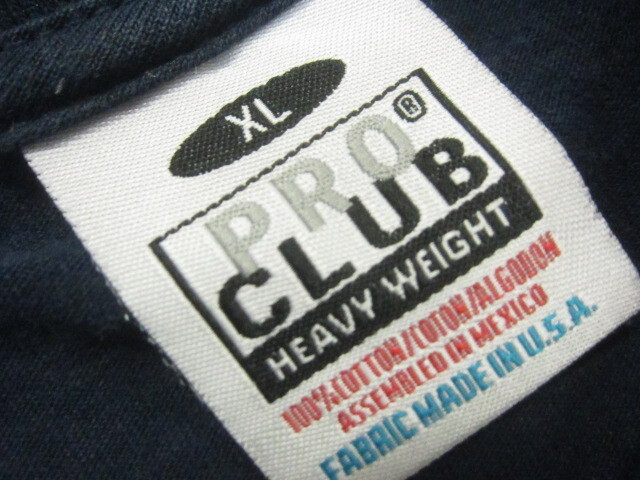 XL
PRO ®
CLUB
HEAVY WEIGHT
100% COTTON/COTON/ALGODON
ASSEMBLED IN MEXICO
FABRIC MADE IN U.S.A.